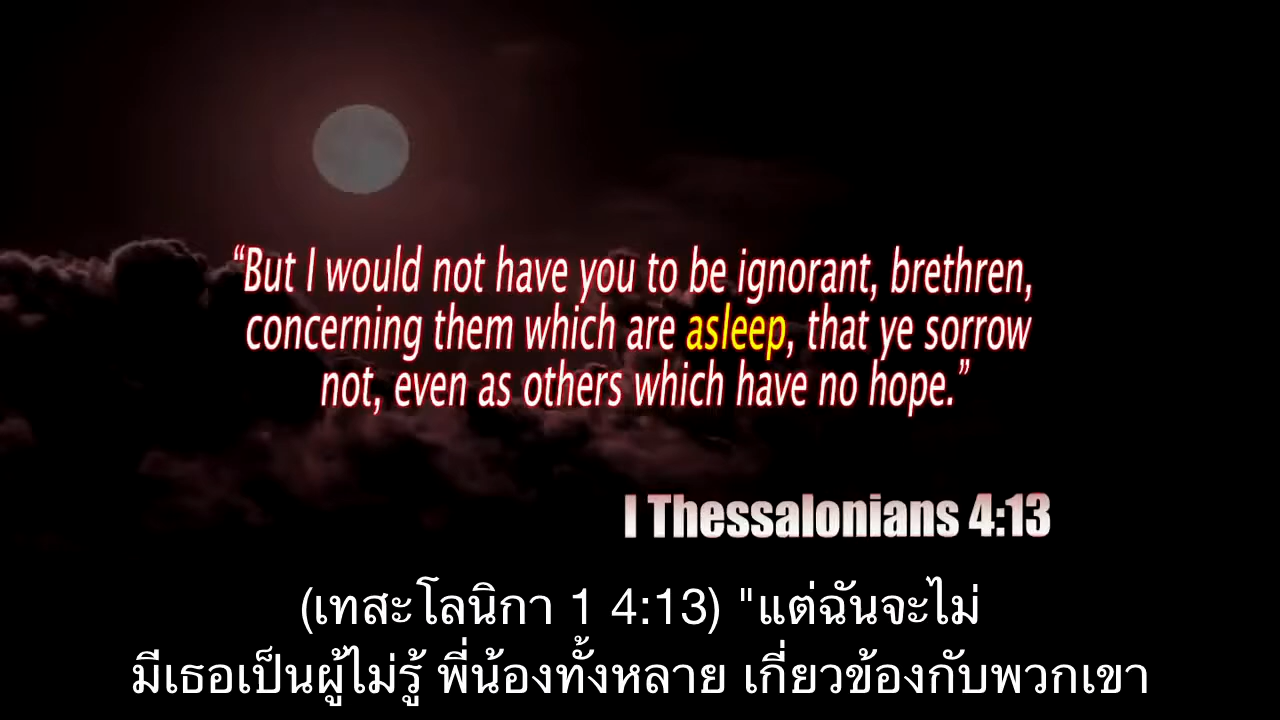 “But I would not have you to be ignorant, brethren,
concerning them which are asleep, that ye sorrow
not, even as others which have no hope.”
I Thessalonians 4:13
(เทสะโลนิกา 1 4:13) "แต่ฉันจะไม่
มีเธอเป็นผู้ไม่รู้ พี่น้องทั้งหลาย เกี่ยวข้องกับพวกเขา